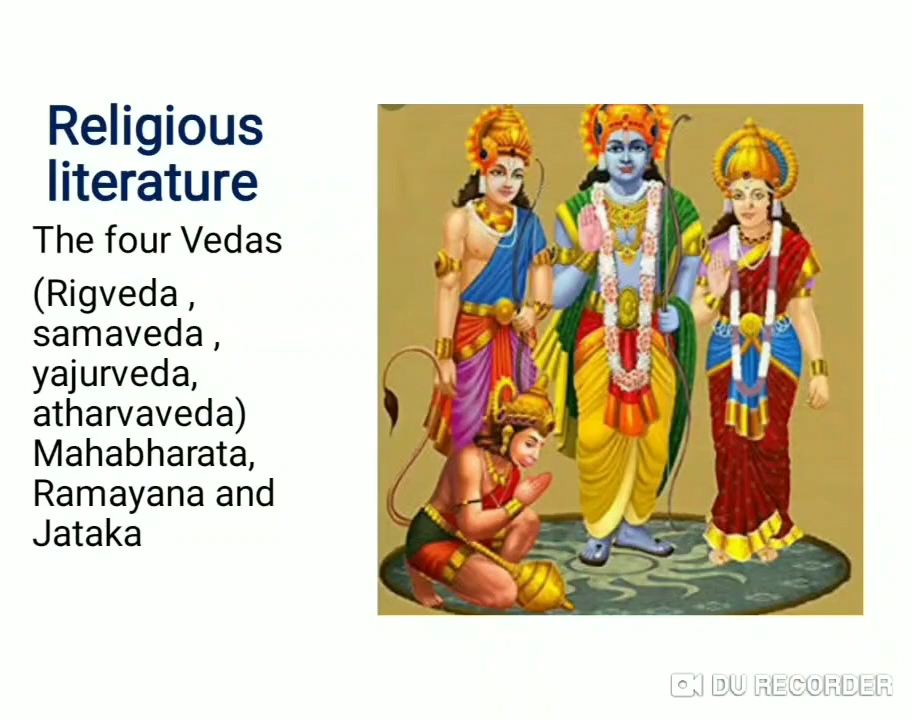 Religious
literature
The four Vedas
(Rigveda ,
samaveda ,
yajurveda,
atharvaveda)
Mahabharata,
Ramayana and
Jataka
DU RECORDER